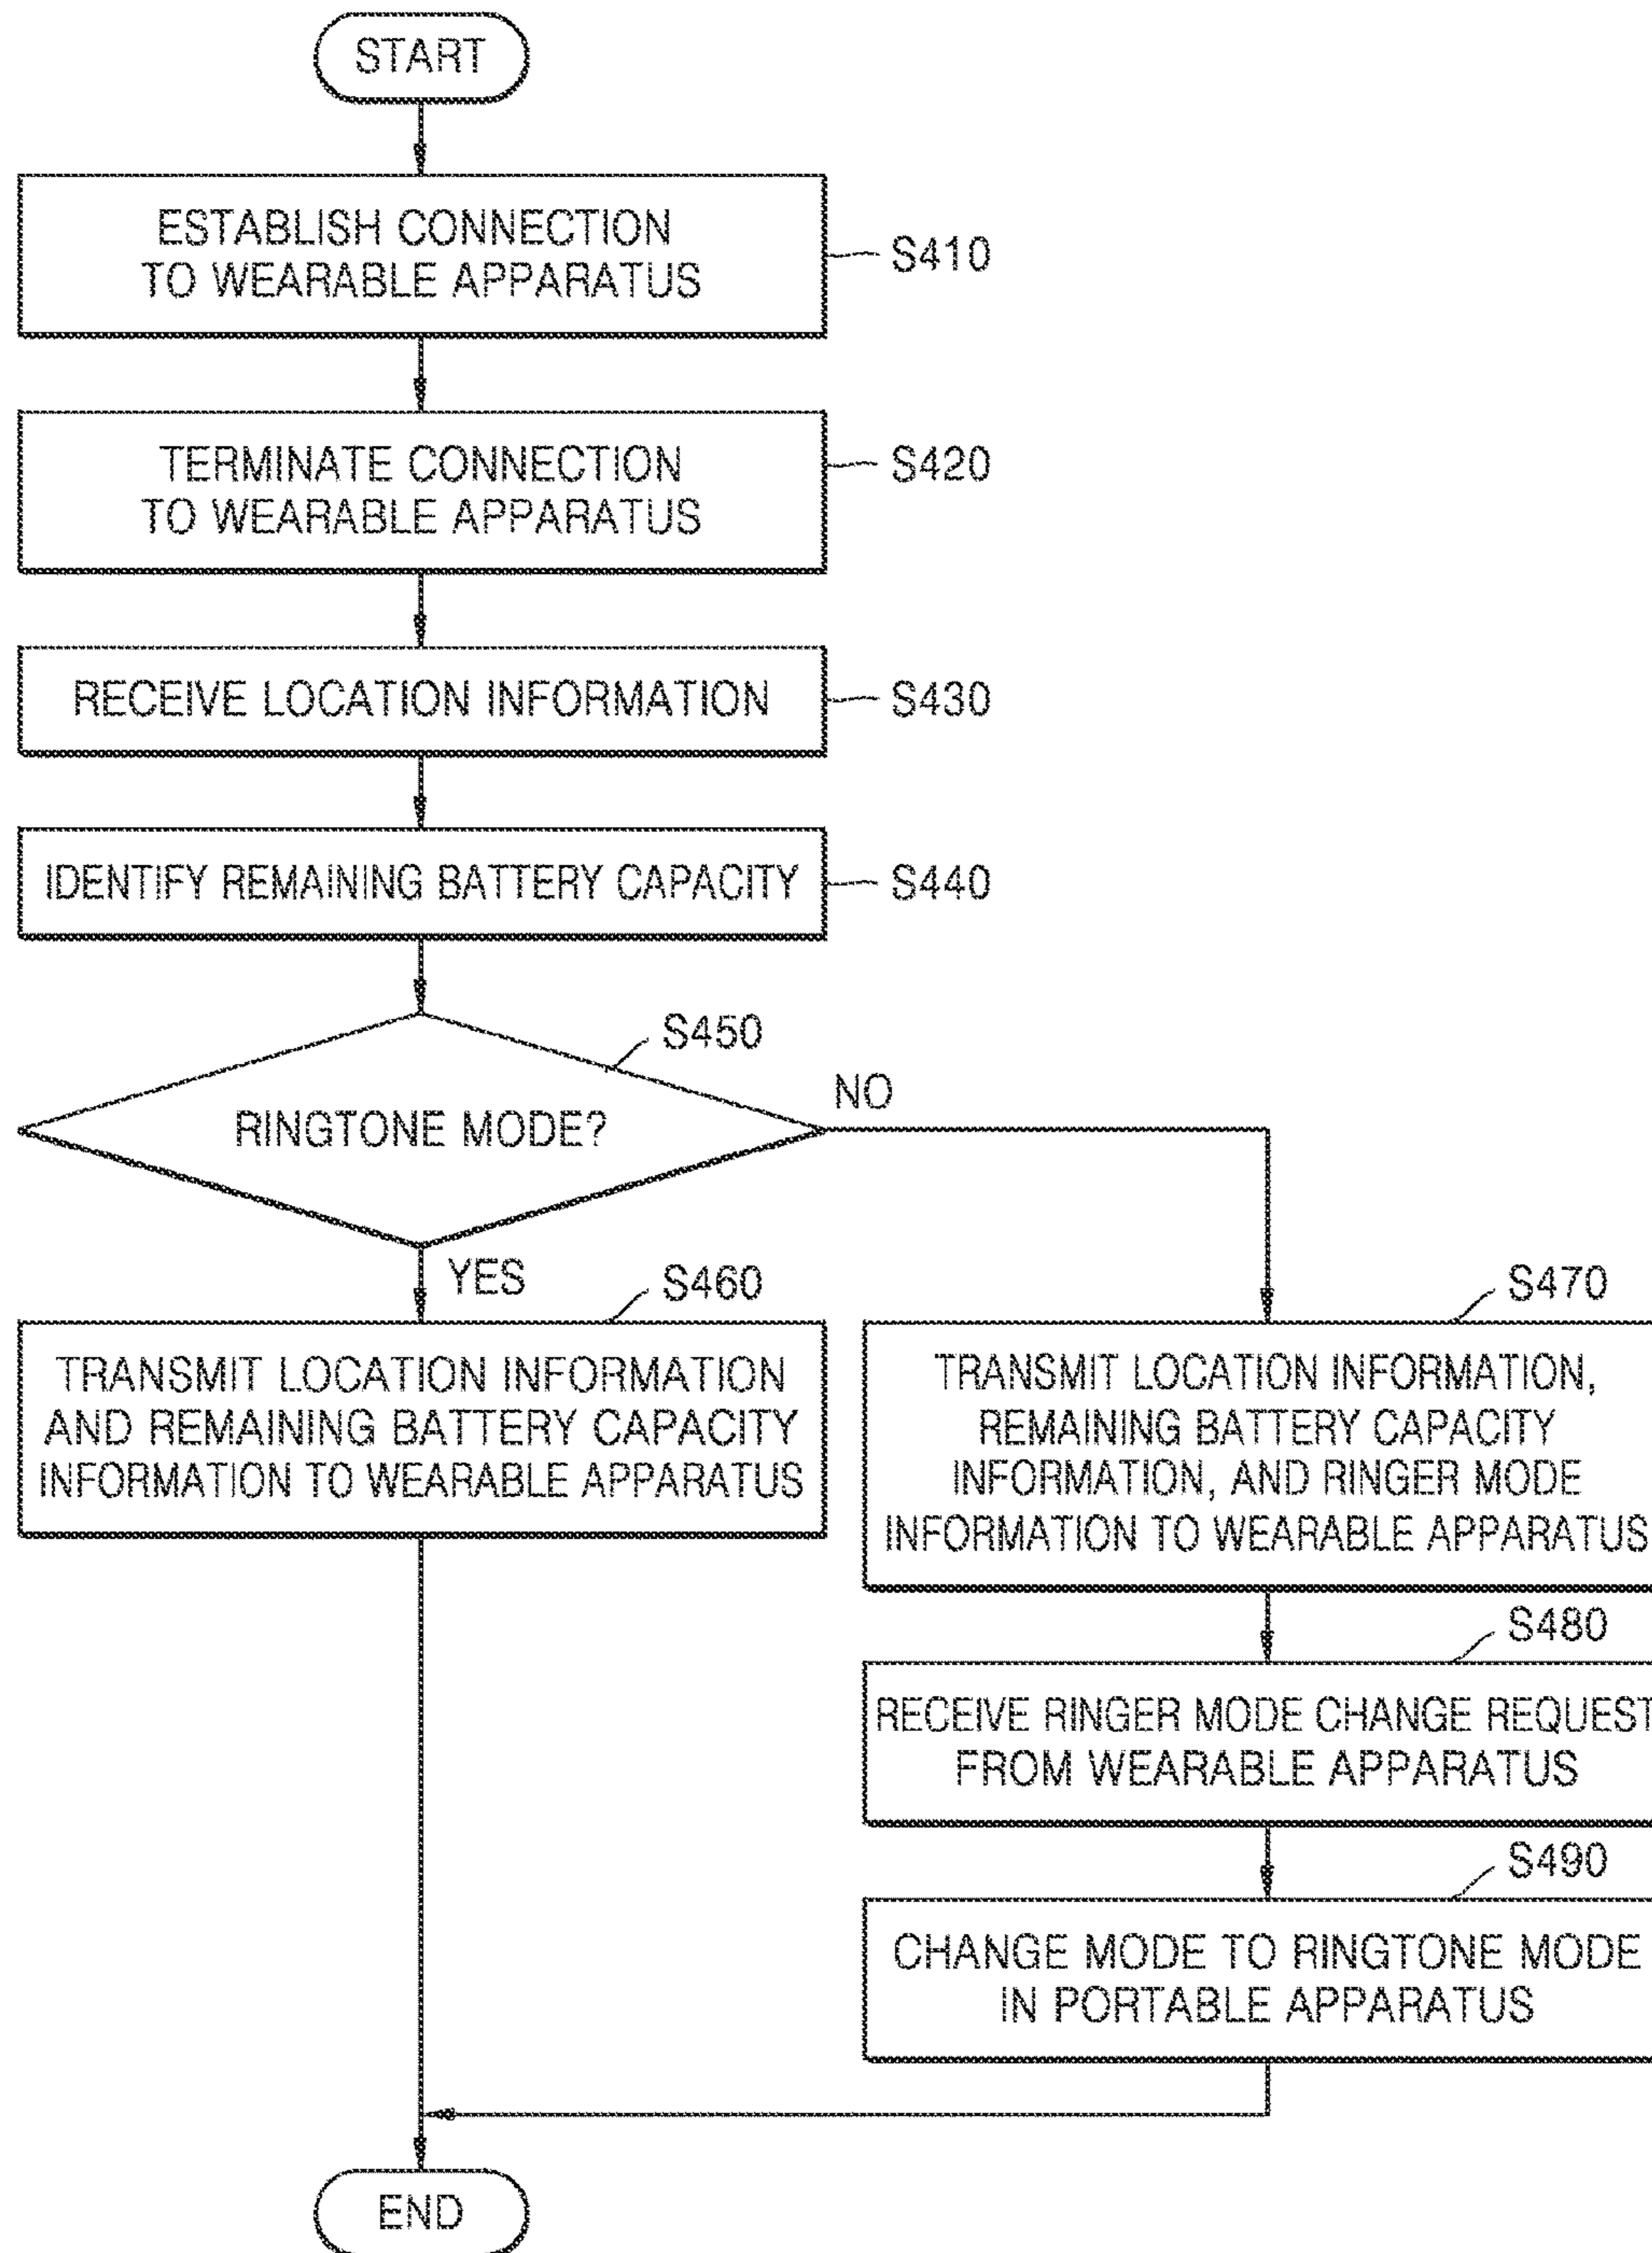 START
ESTABLISH CONNECTION
TO WEARABLE APPARATUS
S410
TERMINATE CONNECTION
TO WEARABLE APPARATUS
S420
RECEIVE LOCATION INFORMATION
S430
IDENTIFY REMAINING BATTERY CAPACITY
S440
S450
RINGTONE MODE?
NO
YES
S460
TRANSMIT LOCATION INFORMATION
AND REMAINING BATTERY CAPACITY
INFORMATION TO WEARABLE APPARATUS
S470
TRANSMIT LOCATION INFORMATION,
REMAINING BATTERY CAPACITY
INFORMATION, AND RINGER MODE
INFORMATION TO WEARABLE APPARATUS
S480
RECEIVE RINGER MODE CHANGE REQUEST
FROM WEARABLE APPARATUS
S490
CHANGE MODE TO RINGTONE MODE
IN PORTABLE APPARATUS
END